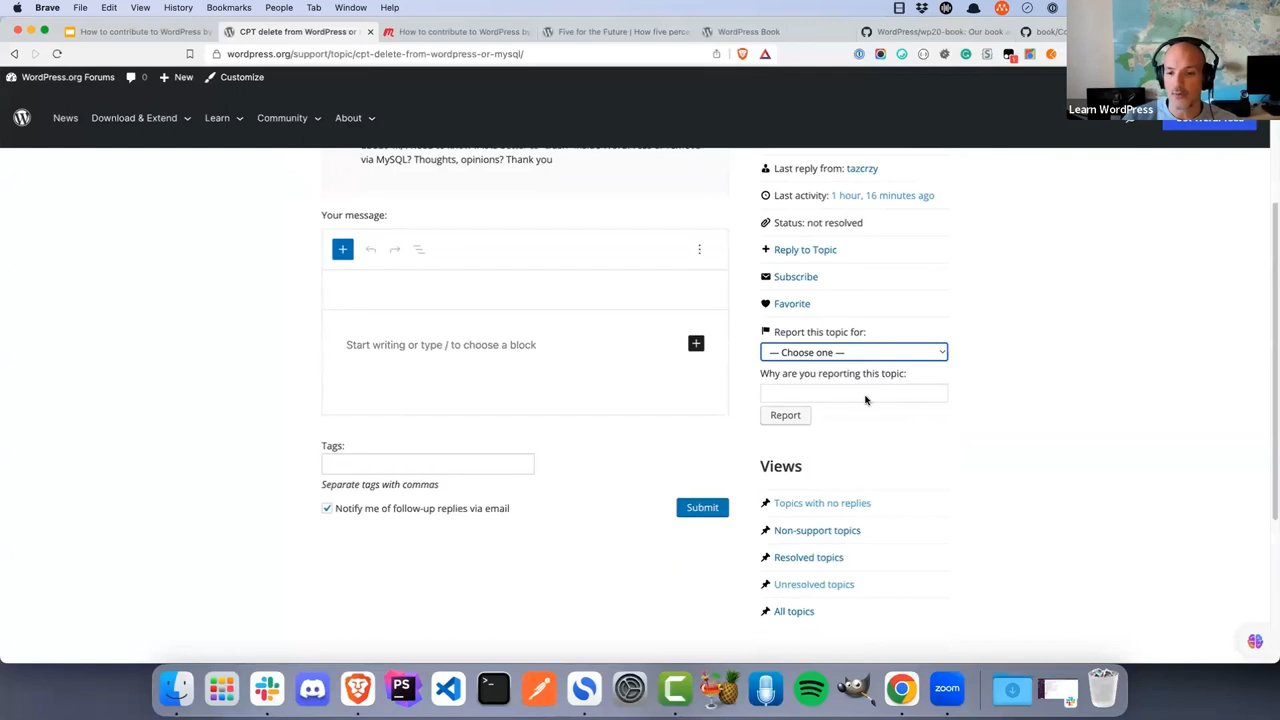 Brave File Edit View History Bookmarks People Tab Window Help
How to contribute to WordPress by
CPT delete from WordPress or
How to contribute to WordPress by
Five for the Future | How five perce
WordPress Book
WordPress/wp20-book: Our book
book/Co
wordpress.org/support/topic/cpt-delete-from-wordpress-or-mysql/
WordPress.org Forums 0 New Customize
Learn WordPress
News Download & Extend Learn Community About
via MySQL? Thoughts, opinions? Thank you
Last reply from: tazcrzy
Last activity: 1 hour, 16 minutes ago
Your message:
Status: not resolved
Reply to Topic
Subscribe
Favorite
Report this topic for:
Start writing or type / to choose a block
— Choose one —
Why are you reporting this topic:
Report
Tags:
Separate tags with commas
Notify me of follow-up replies via email
Submit
Views
Topics with no replies
Non-support topics
Resolved topics
Unresolved topics
All topics
PS
zoom